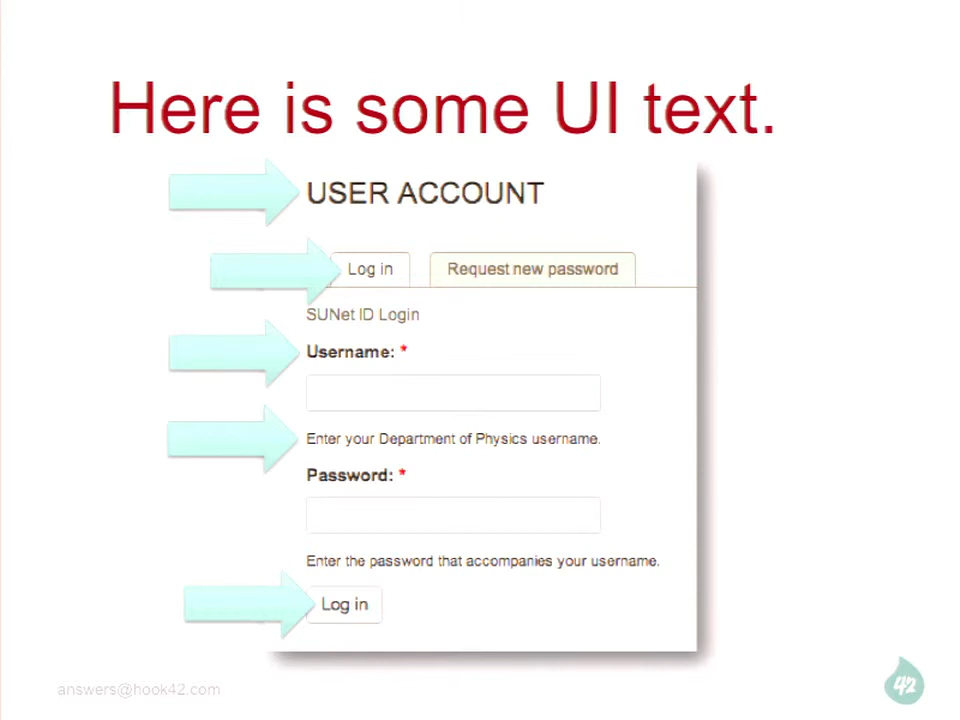 Here is some UI text.
USER ACCOUNT
Log in
Request new password
SUNet ID Login
Username: *
Enter your Department of Physics username.
Password: *
Enter the password that accompanies your username.
Log in
answers@hook42.com
42